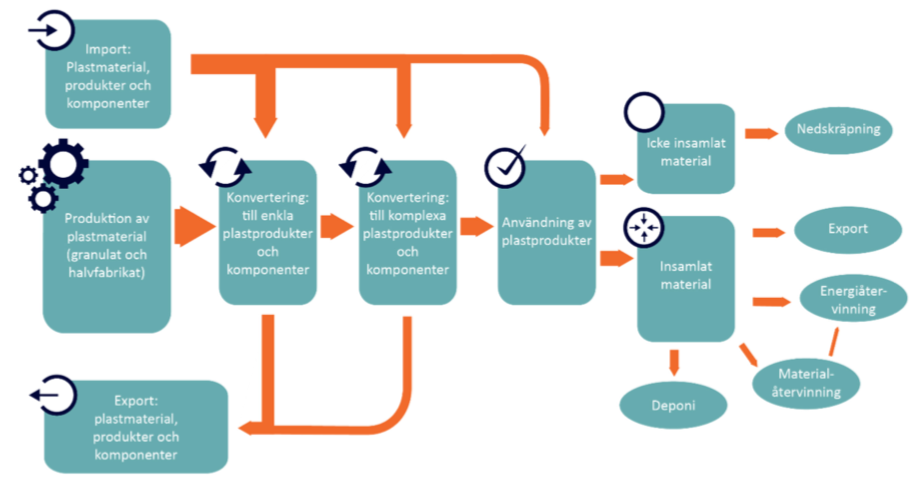 Import:
Plastmaterial,
produkter och
komponenter
Produktion av
plastmaterial
(granulat och
halvfabrikat)
Konvertering:
till enkla
plastprodukter
och
komponenter
Konvertering:
till komplexa
plastprodukter
och
komponenter
Användning av
plastprodukter
Icke insamlat
material
Nedskräpning
Insamlat
material
Export
Energiåter-
vinning
Material-
återvinning
Deponi
Export:
plastmaterial,
produkter och
komponenter